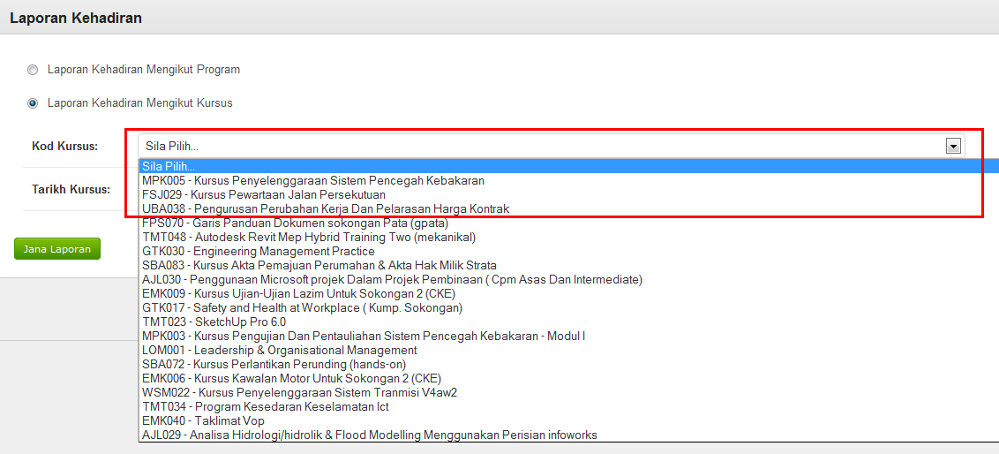 Laporan Kehadiran
Laporan Kehadiran Mengikut Program
Laporan Kehadiran Mengikut Kursus
Kod Kursus:
Sila Pilih...
Sila Pilih...
MPK005 - Kursus Penyelenggaraan Sistem Pencegah Kebakaran
FSJ029 - Kursus Pewartaan Jalan Persekutuan
Tarikh Kursus:
UBA038 - Pengurusan Perubahan Kerja Dan Pelarasan Harga Kontrak
FPS070 - Garis Panduan Dokumen sokongan Pata (gpata)
TMT048 - Autodesk Revit Mep Hybrid Training Two (mekanikal)
Jana Laporan
GTK030 - Engineering Management Practice
SBA083 - Kursus Akta Pemajuan Perumahan & Akta Hak Milik Strata
AJL030 - Penggunaan Microsoft projek Dalam Projek Pembinaan ( Cpm Asas Dan Intermediate)
EMK009 - Kursus Ujian-Ujian Lazim Untuk Sokongan 2 (CKE)
GTK017 - Safety and Health at Workplace ( Kump. Sokongan)
TMT023 - SketchUp Pro 6.0
MPK003 - Kursus Pengujian Dan Pentauliahan Sistem Pencegah Kebakaran - Modul I
LOM001 - Leadership & Organisational Management
SBA072 - Kursus Perlantikan Perunding (hands-on)
EMK006 - Kursus Kawalan Motor Untuk Sokongan 2 (CKE)
WSM022 - Kursus Penyelenggaraan Sistem Tranmisi V4aw2
TMT034 - Program Kesedaran Keselamatan Ict
EMK040 - Taklimat Vop
AJL029 - Analisa Hidrologi/hidrolik & Flood Modelling Menggunakan Perisian infoworks